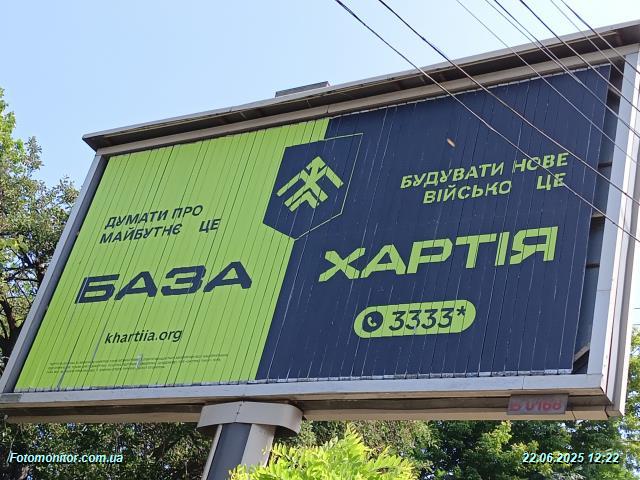 ДУМАТИ ПРО
МАЙБУТНЄ ЦЕ
БАЗА
khartiia.org
БУДУВАТИ НОВЕ
ВІЙСЬКО ЦЕ
ХАРТІЯ
3333*
Fotomonitor.com.ua
22.06.2025 12:22